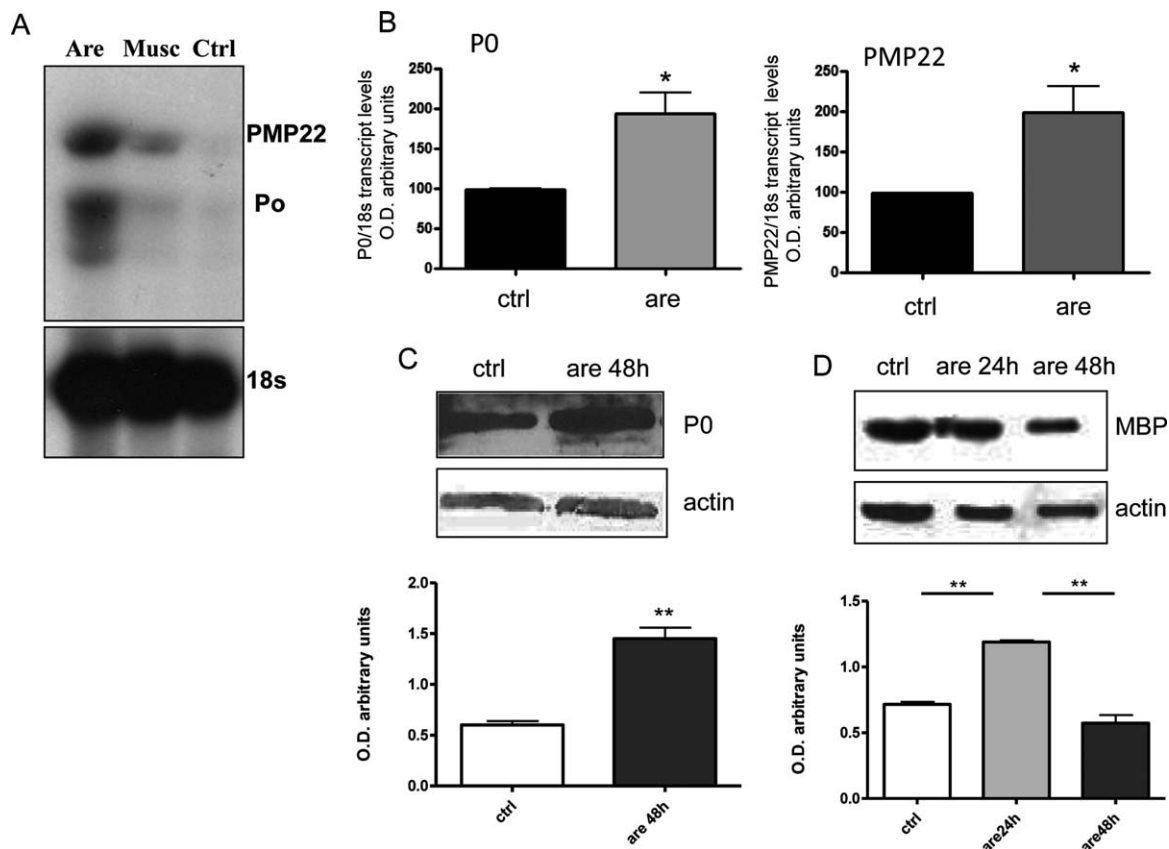 A
Are Musc Ctrl
PMP22
Po
18s
B
P0
P0/18s transcript levels
O.D. arbitrary units
250
200
150
100
50
0
*
ctrl
are
PMP22
PMP22/18s transcript levels
O.D. arbitrary units
250
200
150
100
50
0
*
ctrl
are
C
ctrl are 48h
P0
actin
O.D. arbitrary units
2.0
1.5
1.0
0.5
0.0
**
ctrl
are 48h
D
ctrl are 24h are 48h
MBP
actin
O.D. arbitrary units
1.5
1.0
0.5
0.0
** **
ctrl
are24h
are48h